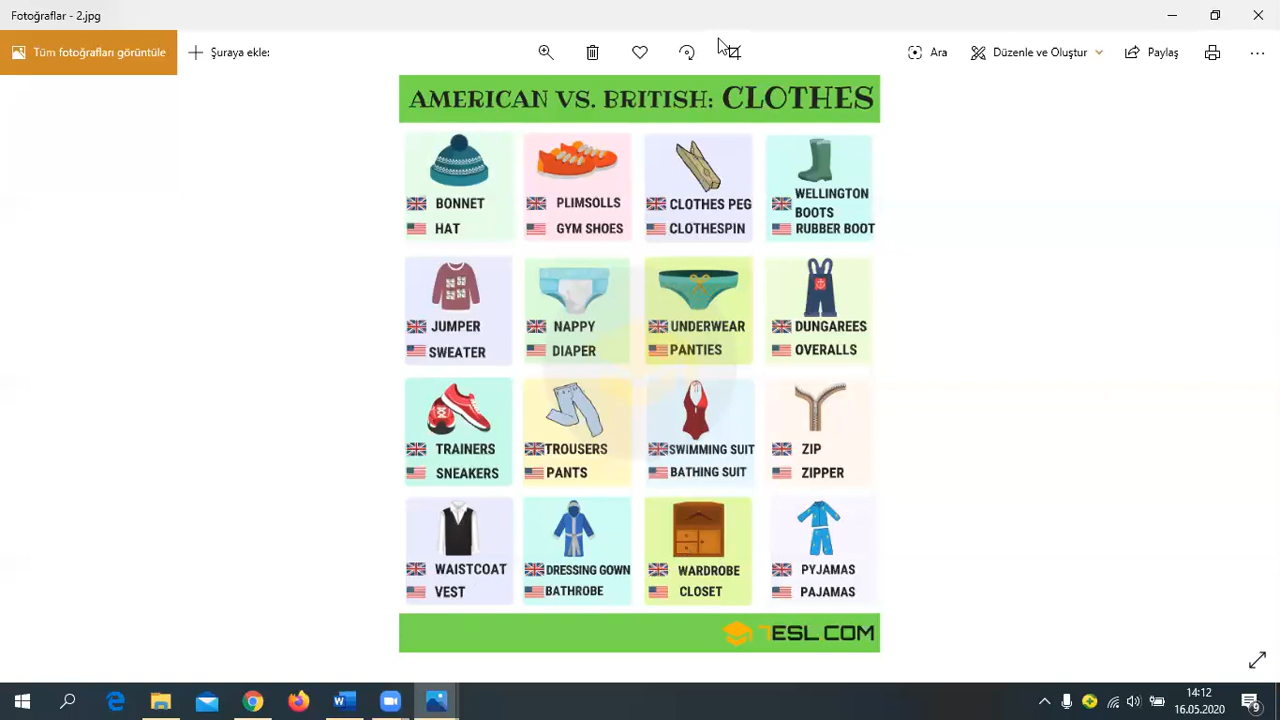 Fotoğraflar - 2.jpg
Tüm fotoğrafları görüntüle
Şuraya ekle:
Ara
Düzenle ve Oluştur
Paylaş
AMERICAN VS. BRITISH: CLOTHES
BONNET
HAT
PLIMSOLLS
GYM SHOES
CLOTHES PEG
CLOTHESPIN
WELLINGTON
BOOTS
RUBBER BOOT
JUMPER
SWEATER
NAPPY
DIAPER
UNDERWEAR
PANTIES
DUNGAREES
OVERALLS
TRAINERS
SNEAKERS
TROUSERS
PANTS
SWIMMING SUIT
BATHING SUIT
ZIP
ZIPPER
WAISTCOAT
VEST
DRESSING GOWN
BATHROBE
WARDROBE
CLOSET
PYJAMAS
PAJAMAS
7ESL.COM
14:12
16.05.2020
9